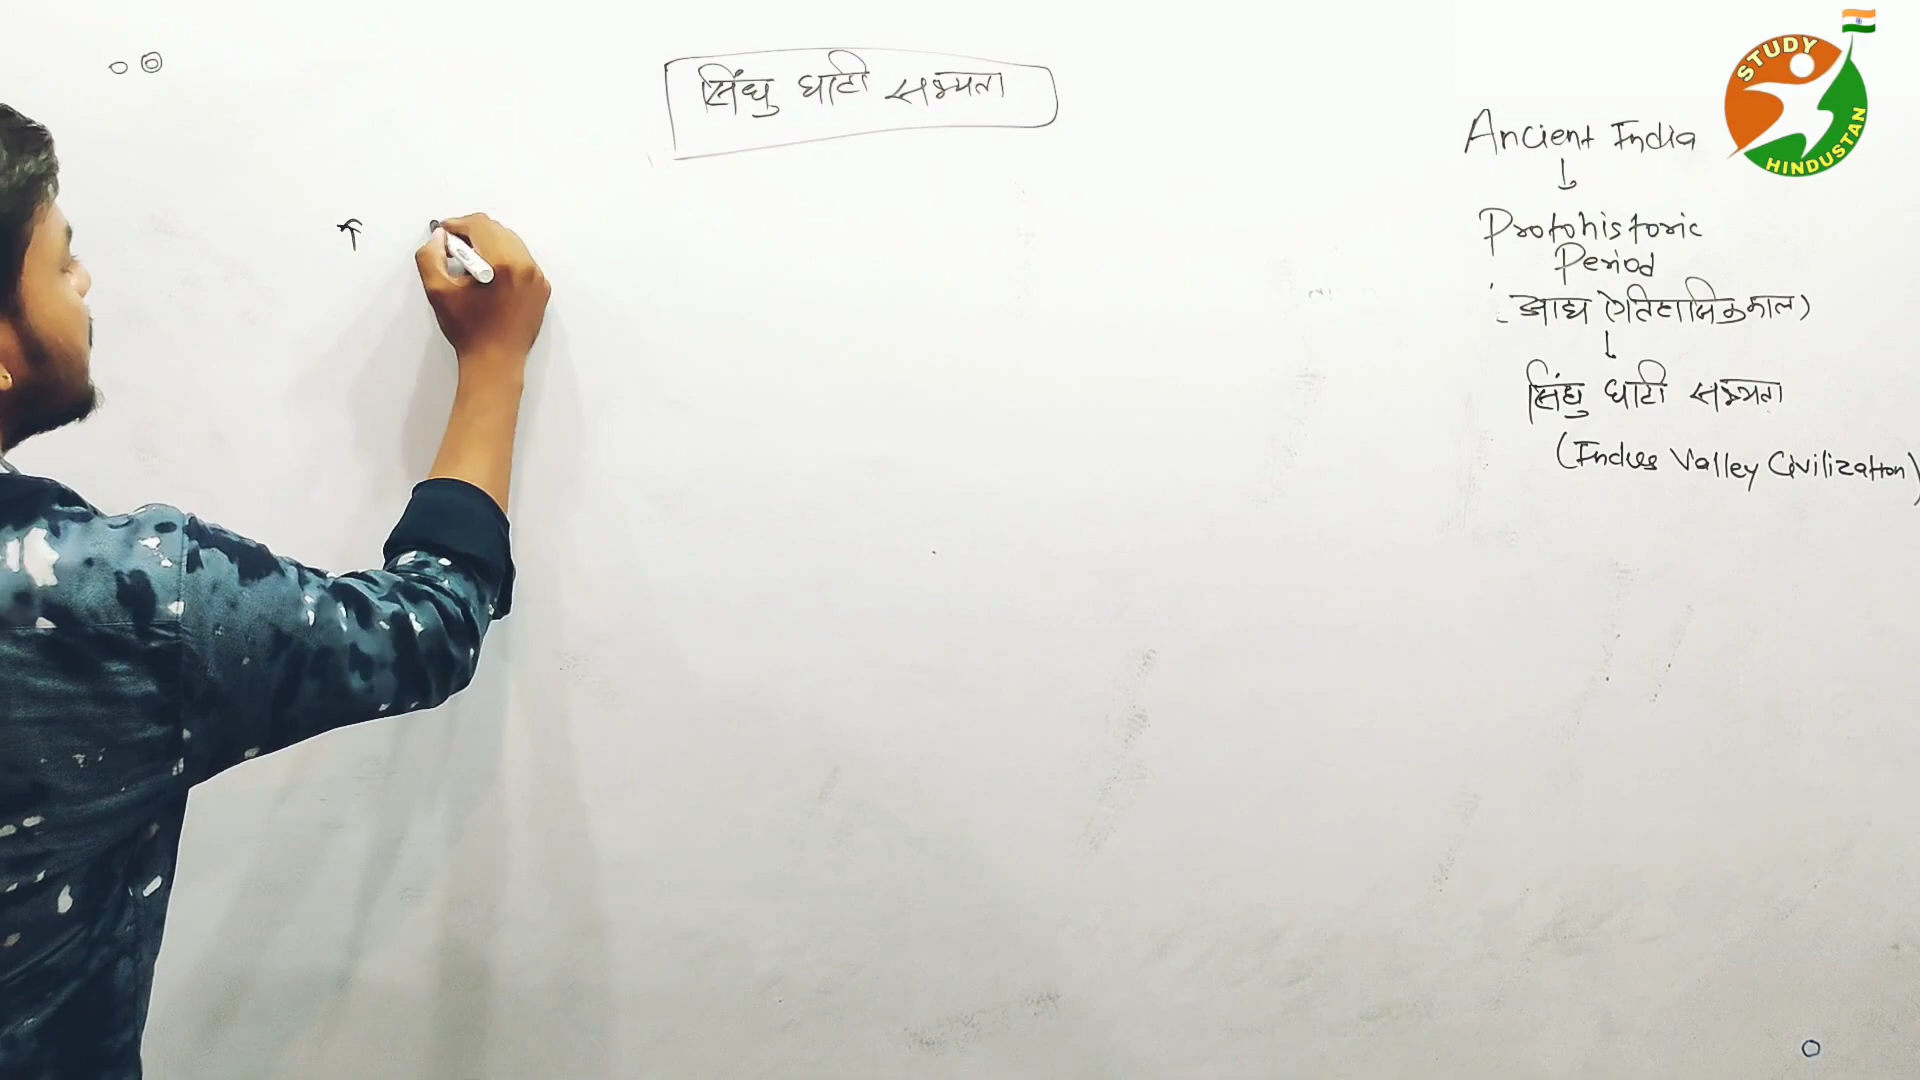 सिंधु घाटी सभ्यता
STUDY
HINDUSTAN
Ancient India
Protohistoric
Period
आद्य ऐतिहासिक काल)
सिंधु घाटी सभ्यता
(Indus Valley Civilization)